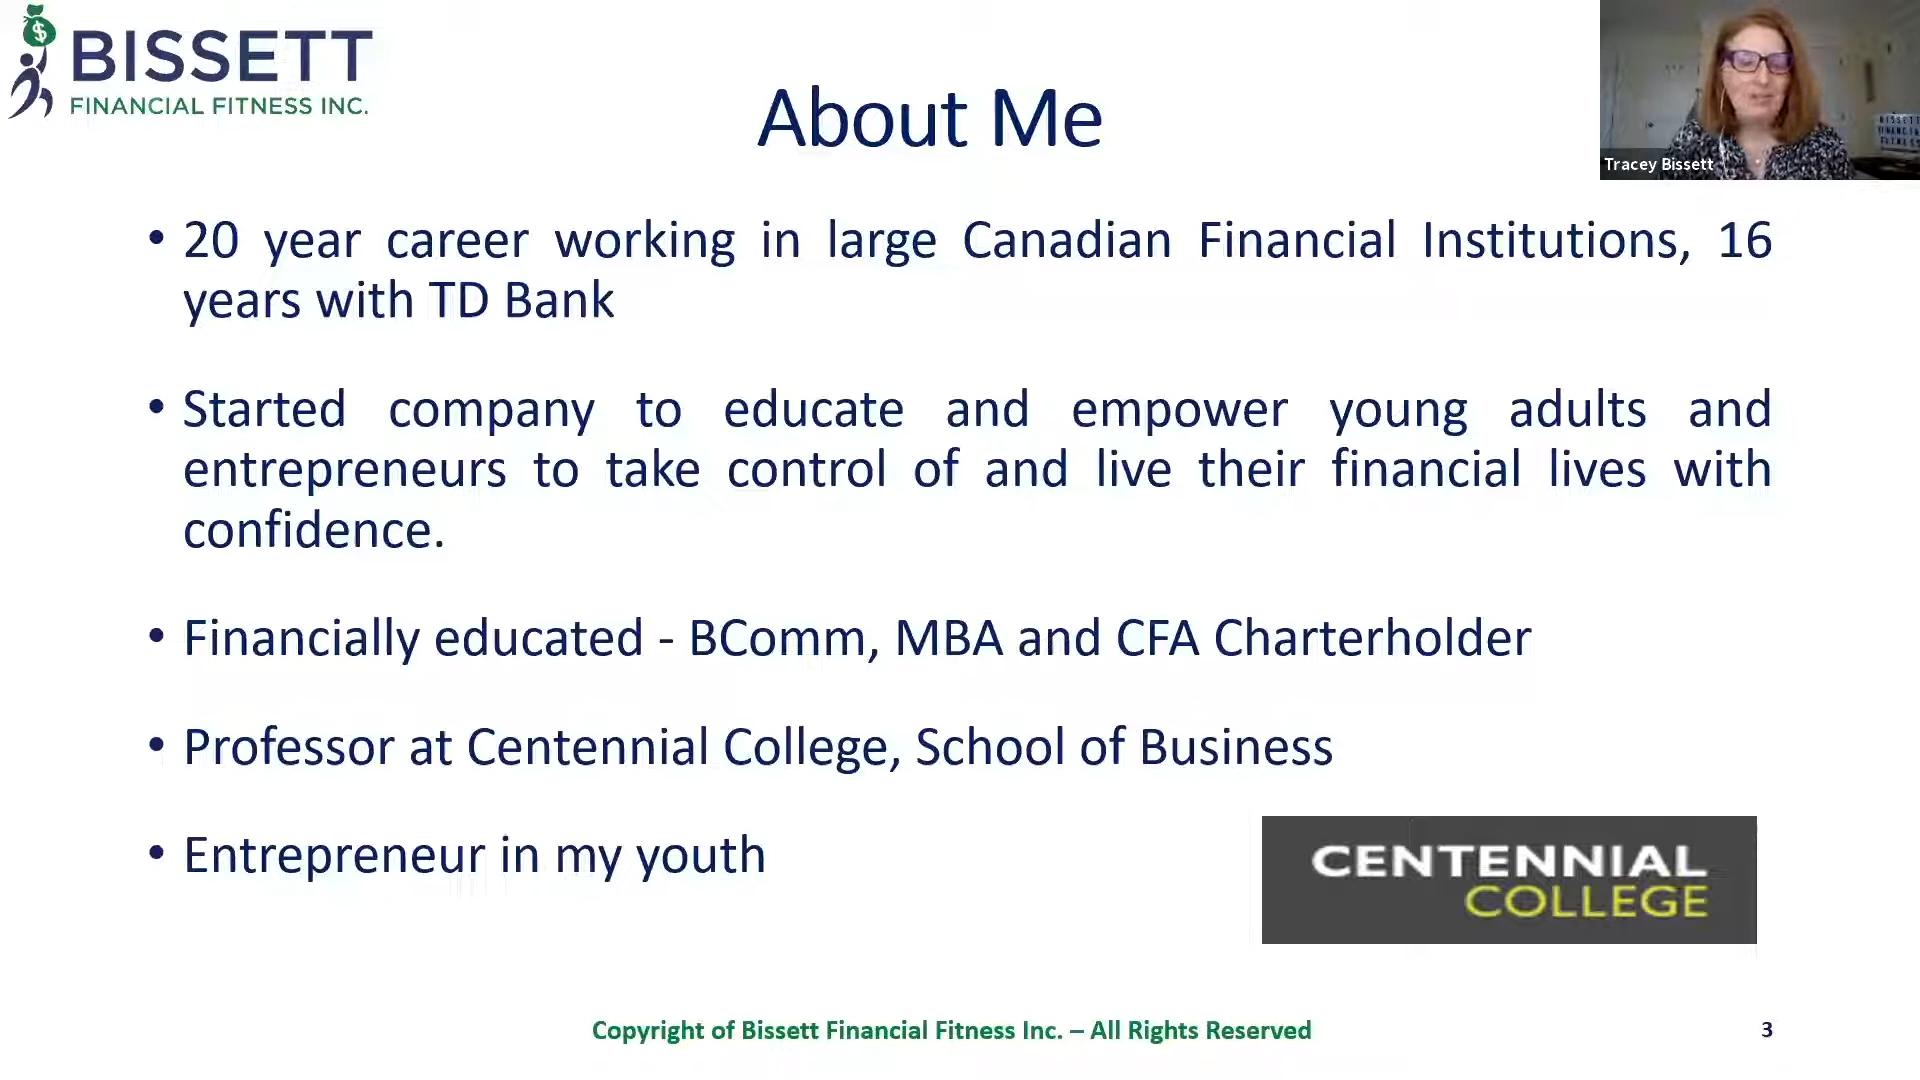 BISSETT
FINANCIAL FITNESS INC.
About Me
BISSETT
FINANCIAL
FITNESS
Tracey Bissett
• 20 year career working in large Canadian Financial Institutions, 16
years with TD Bank
• Started company to educate and empower young adults and
entrepreneurs to take control of and live their financial lives with
confidence.
• Financially educated - BComm, MBA and CFA Charterholder
• Professor at Centennial College, School of Business
• Entrepreneur in my youth
CENTENNIAL
COLLEGE
Copyright of Bissett Financial Fitness Inc. – All Rights Reserved
3